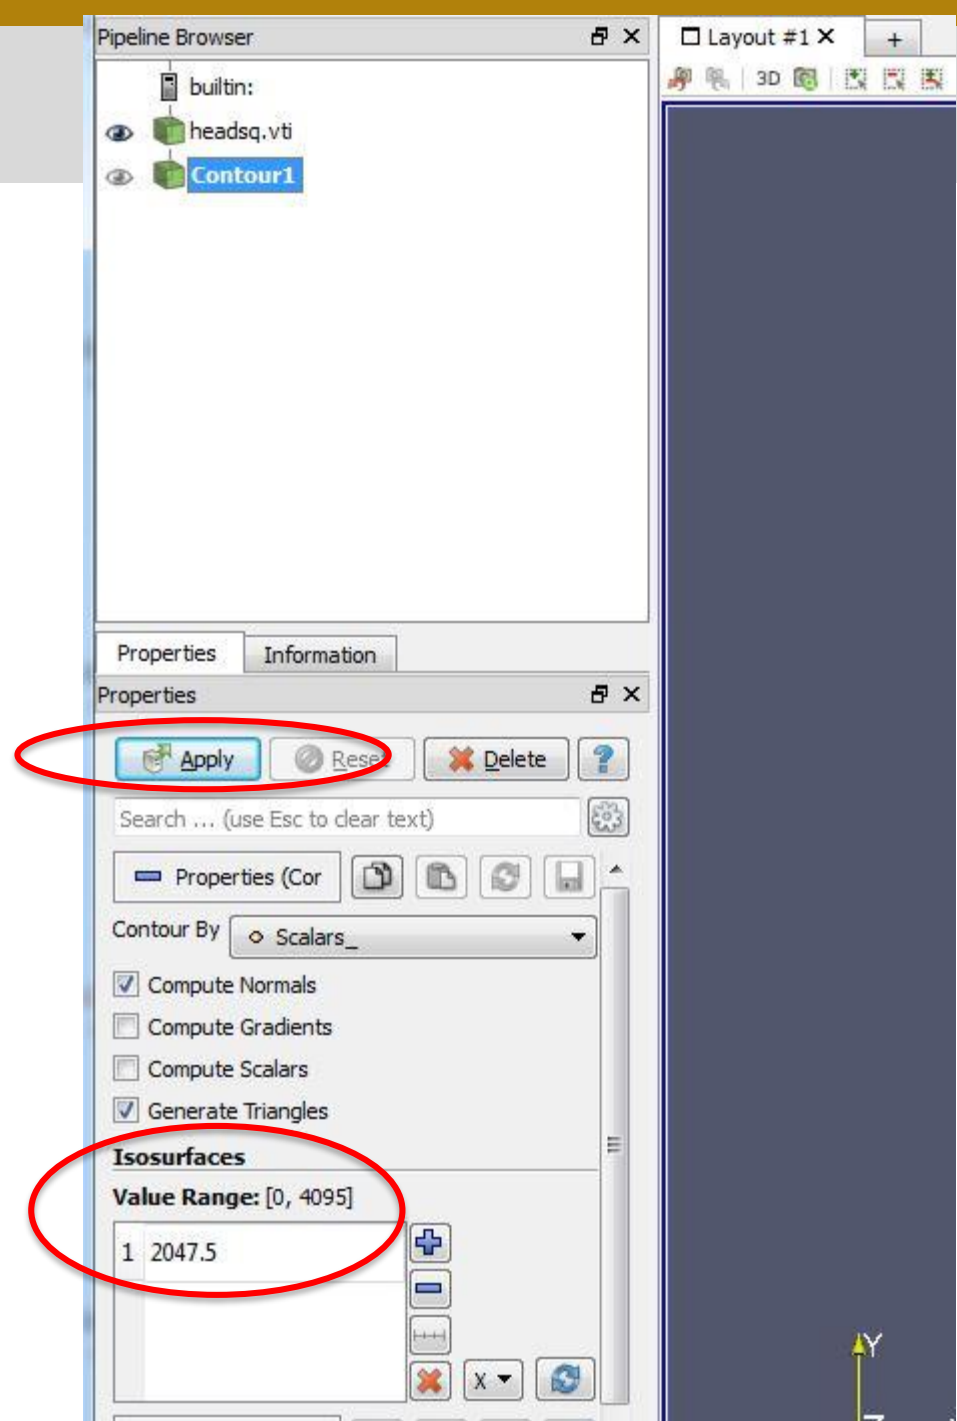 Pipeline Browser
Layout #1
+
builtin:
3D
headsq.vti
Contour1
Properties
Information
Properties
Apply
Reset
Delete
?
Search ... (use Esc to clear text)
Properties (Cor
Contour By
Scalars_
Compute Normals
Compute Gradients
Compute Scalars
Generate Triangles
Isosurfaces
Value Range: [0, 4095]
1 2047.5
X
Y